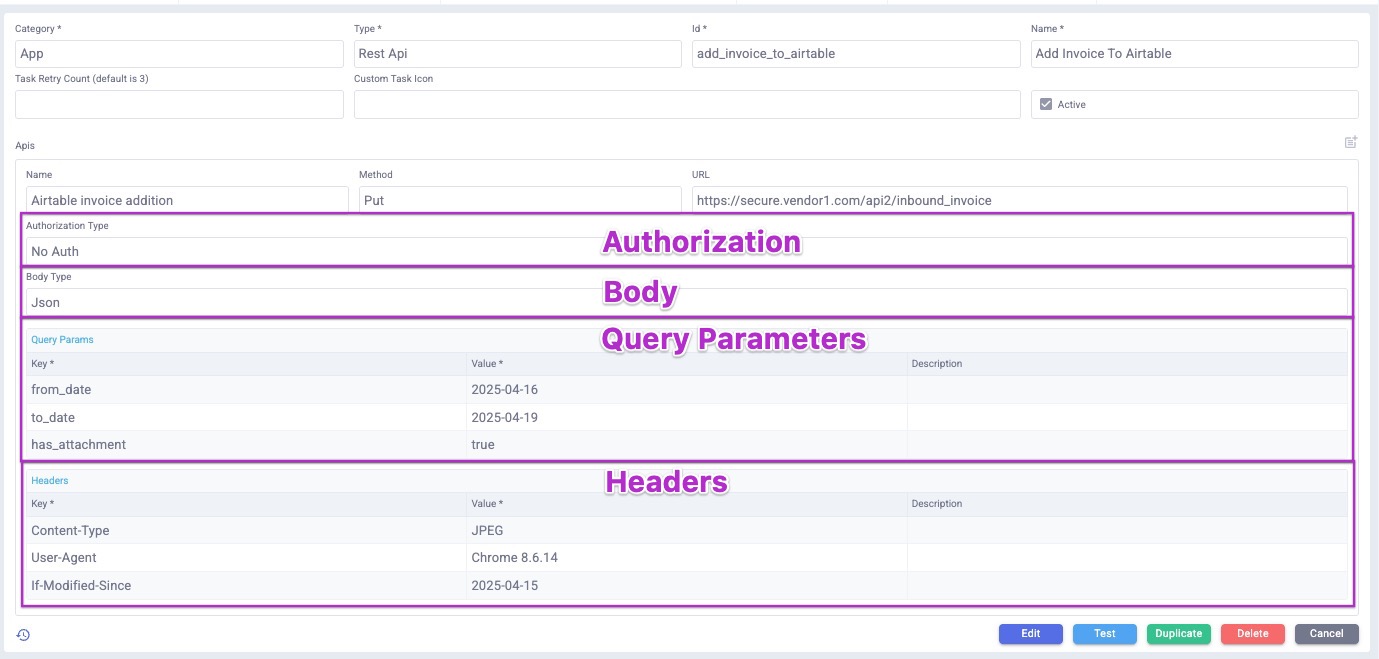 Category * Type * Id * Name *
App Rest Api add_invoice_to_airtable Add Invoice To Airtable
Task Retry Count (default is 3) Custom Task Icon
Active
Apis
Name Method URL
Airtable invoice addition Put https://secure.vendor1.com/api2/inbound_invoice
Authorization Type
Authorization
No Auth
Body Type
Body
Json
Query Parameters
Query Params
Key * Value * Description
from_date 2025-04-16
to_date 2025-04-19
has_attachment true
Headers
Headers
Key * Value * Description
Content-Type JPEG
User-Agent Chrome 8.6.14
If-Modified-Since 2025-04-15
Edit Test Duplicate Delete Cancel